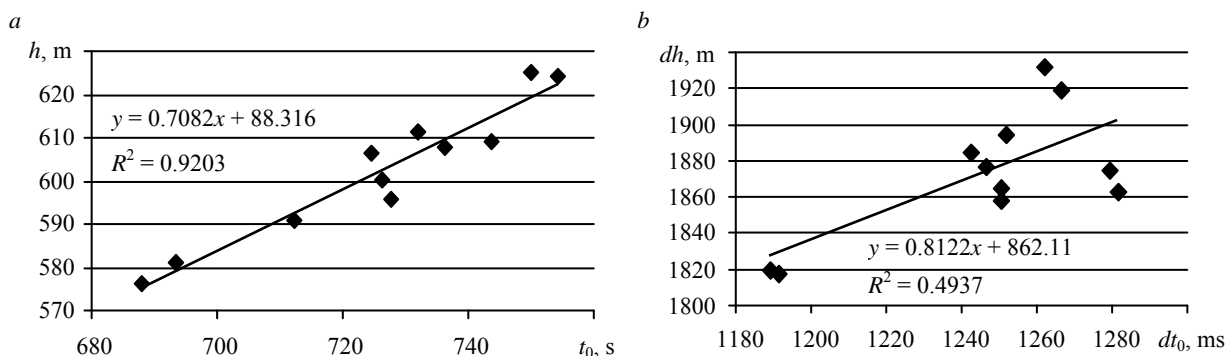 a
h, m
620
610
600
590
580
570
y = 0.7082x + 88.316
R² = 0.9203
680 700 720 740 t₀, s
b
dh, m
1920
1900
1880
1860
1840
1820
1800
y = 0.8122x + 862.11
R² = 0.4937
1180 1200 1220 1240 1260 1280 dt₀, ms